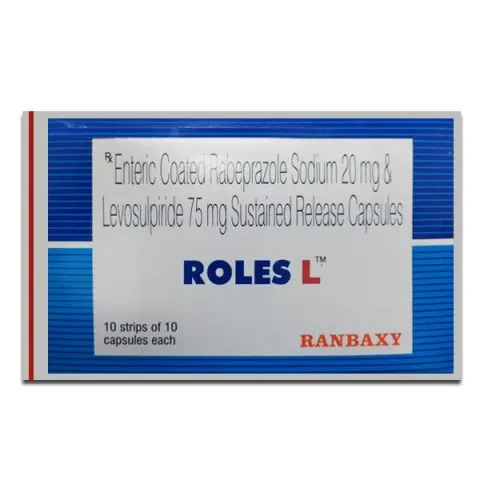 ℞ Enteric Coated Rabeprazole Sodium 20 mg &
Levosulpiride 75 mg Sustained Release Capsules
ROLES L™
10 strips of 10
capsules each
RANBAXY